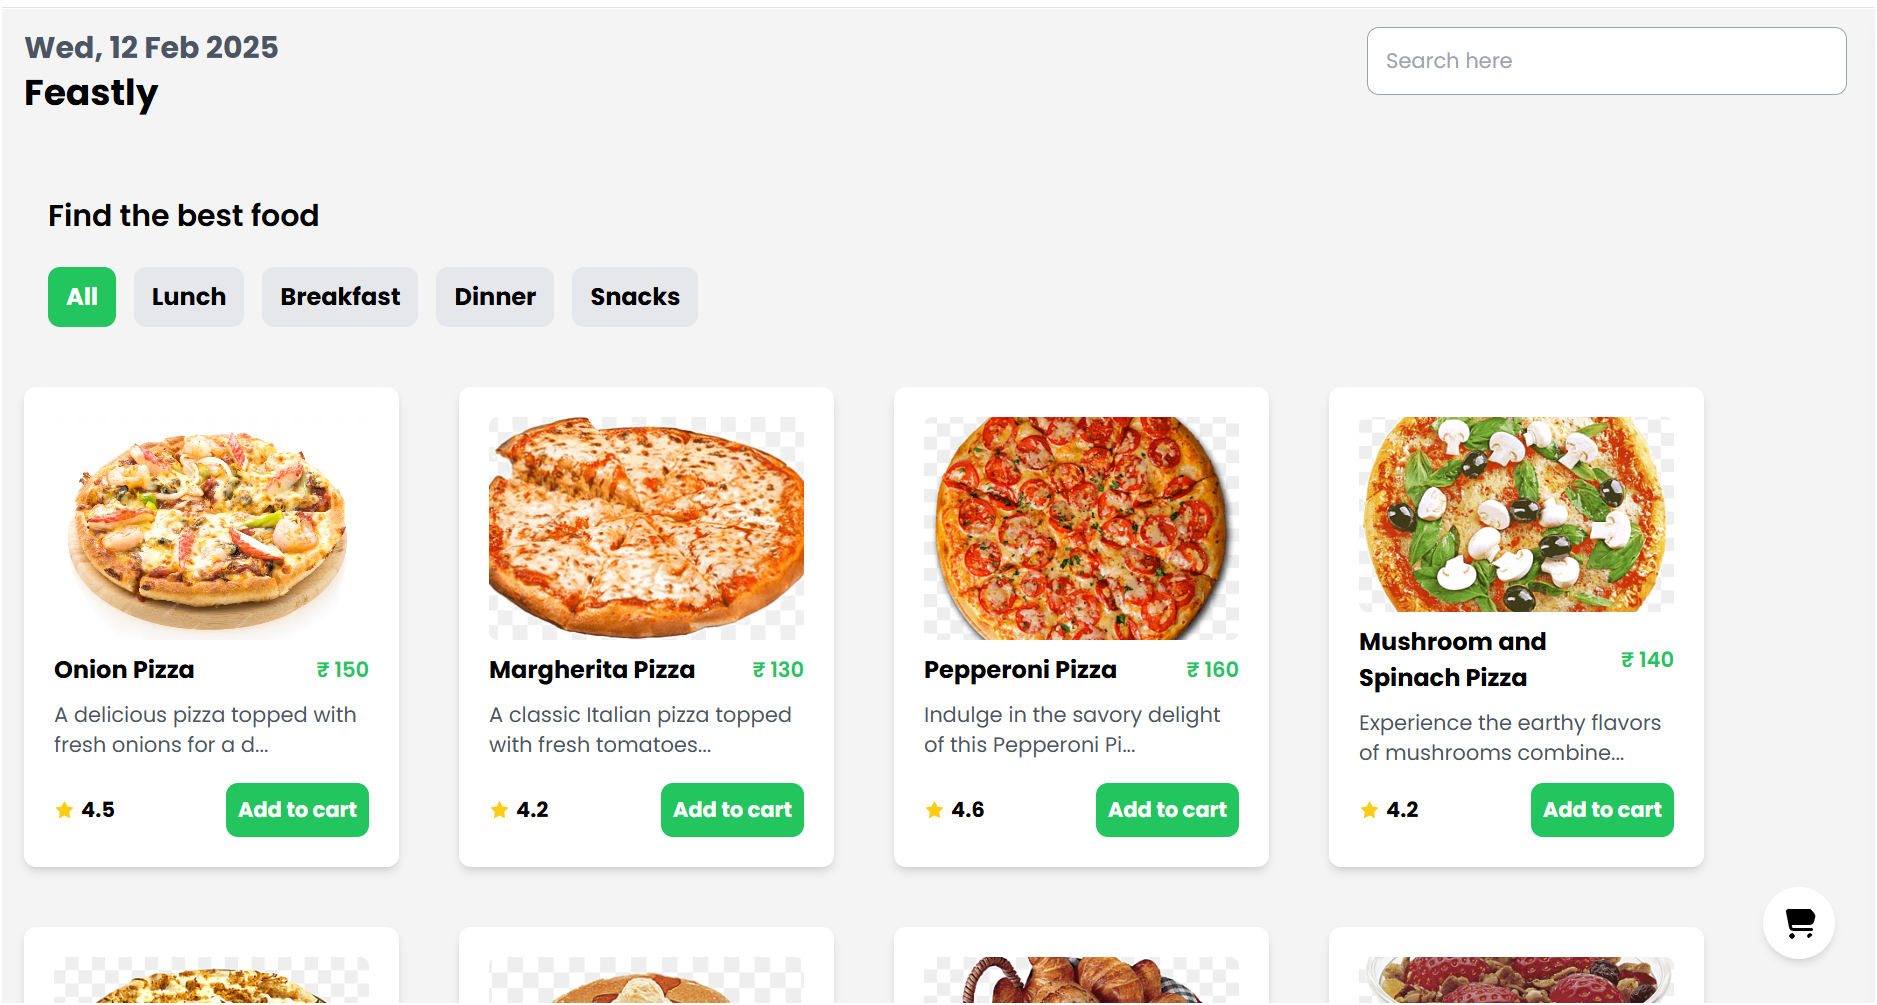 Wed, 12 Feb 2025
Feastly
Search here
Find the best food
All
Lunch
Breakfast
Dinner
Snacks
Onion Pizza
₹ 150
A delicious pizza topped with
fresh onions for a d...
4.5
Add to cart
Margherita Pizza
₹ 130
A classic Italian pizza topped
with fresh tomatoes...
4.2
Add to cart
Pepperoni Pizza
₹ 160
Indulge in the savory delight
of this Pepperoni Pi...
4.6
Add to cart
Mushroom and
Spinach Pizza
₹ 140
Experience the earthy flavors
of mushrooms combine...
4.2
Add to cart